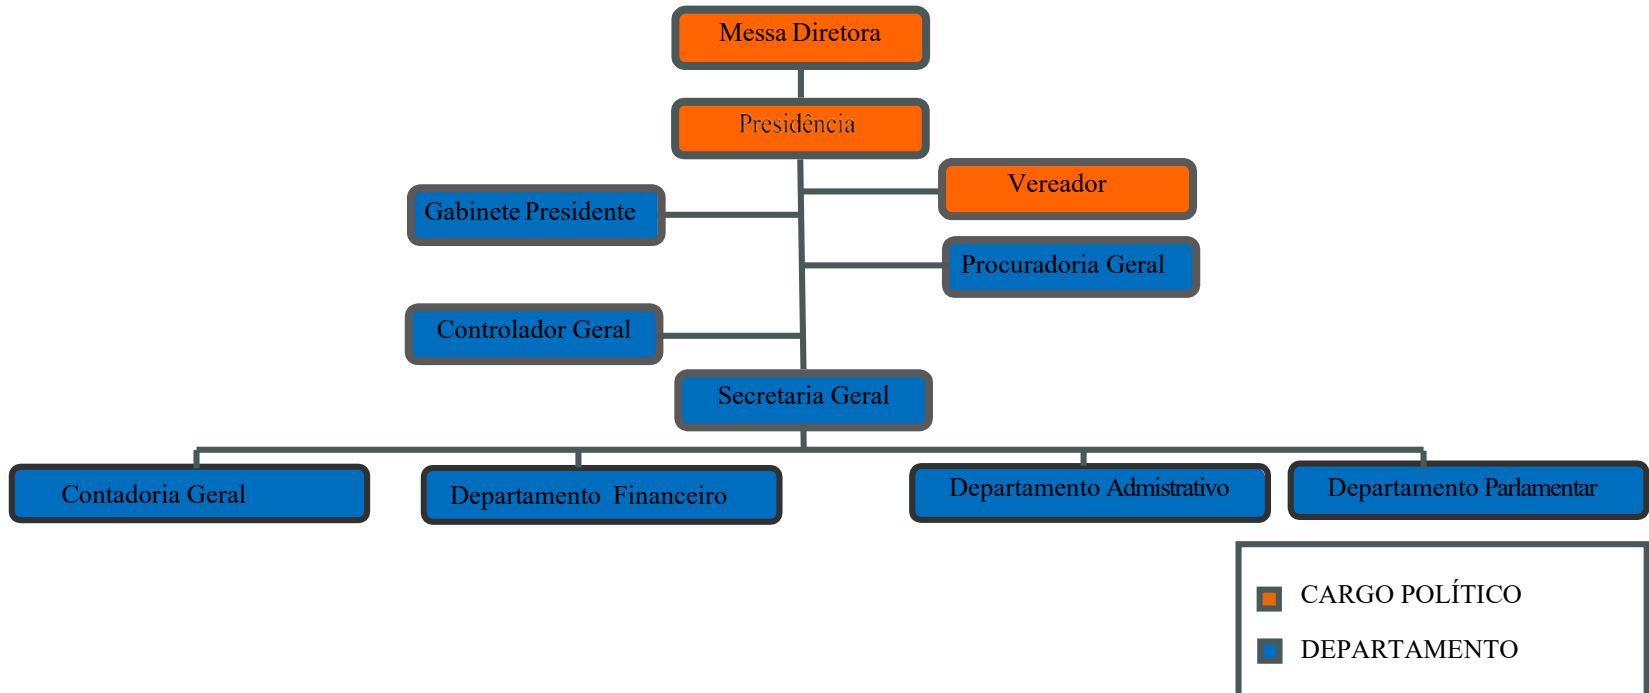 Messa Diretora
Presidência
Vereador
Gabinete Presidente
Procuradoria Geral
Controlador Geral
Secretaria Geral
Contadoria Geral
Departamento Financeiro
Departamento Admistrativo
Departamento Parlamentar
CARGO POLÍTICO
DEPARTAMENTO